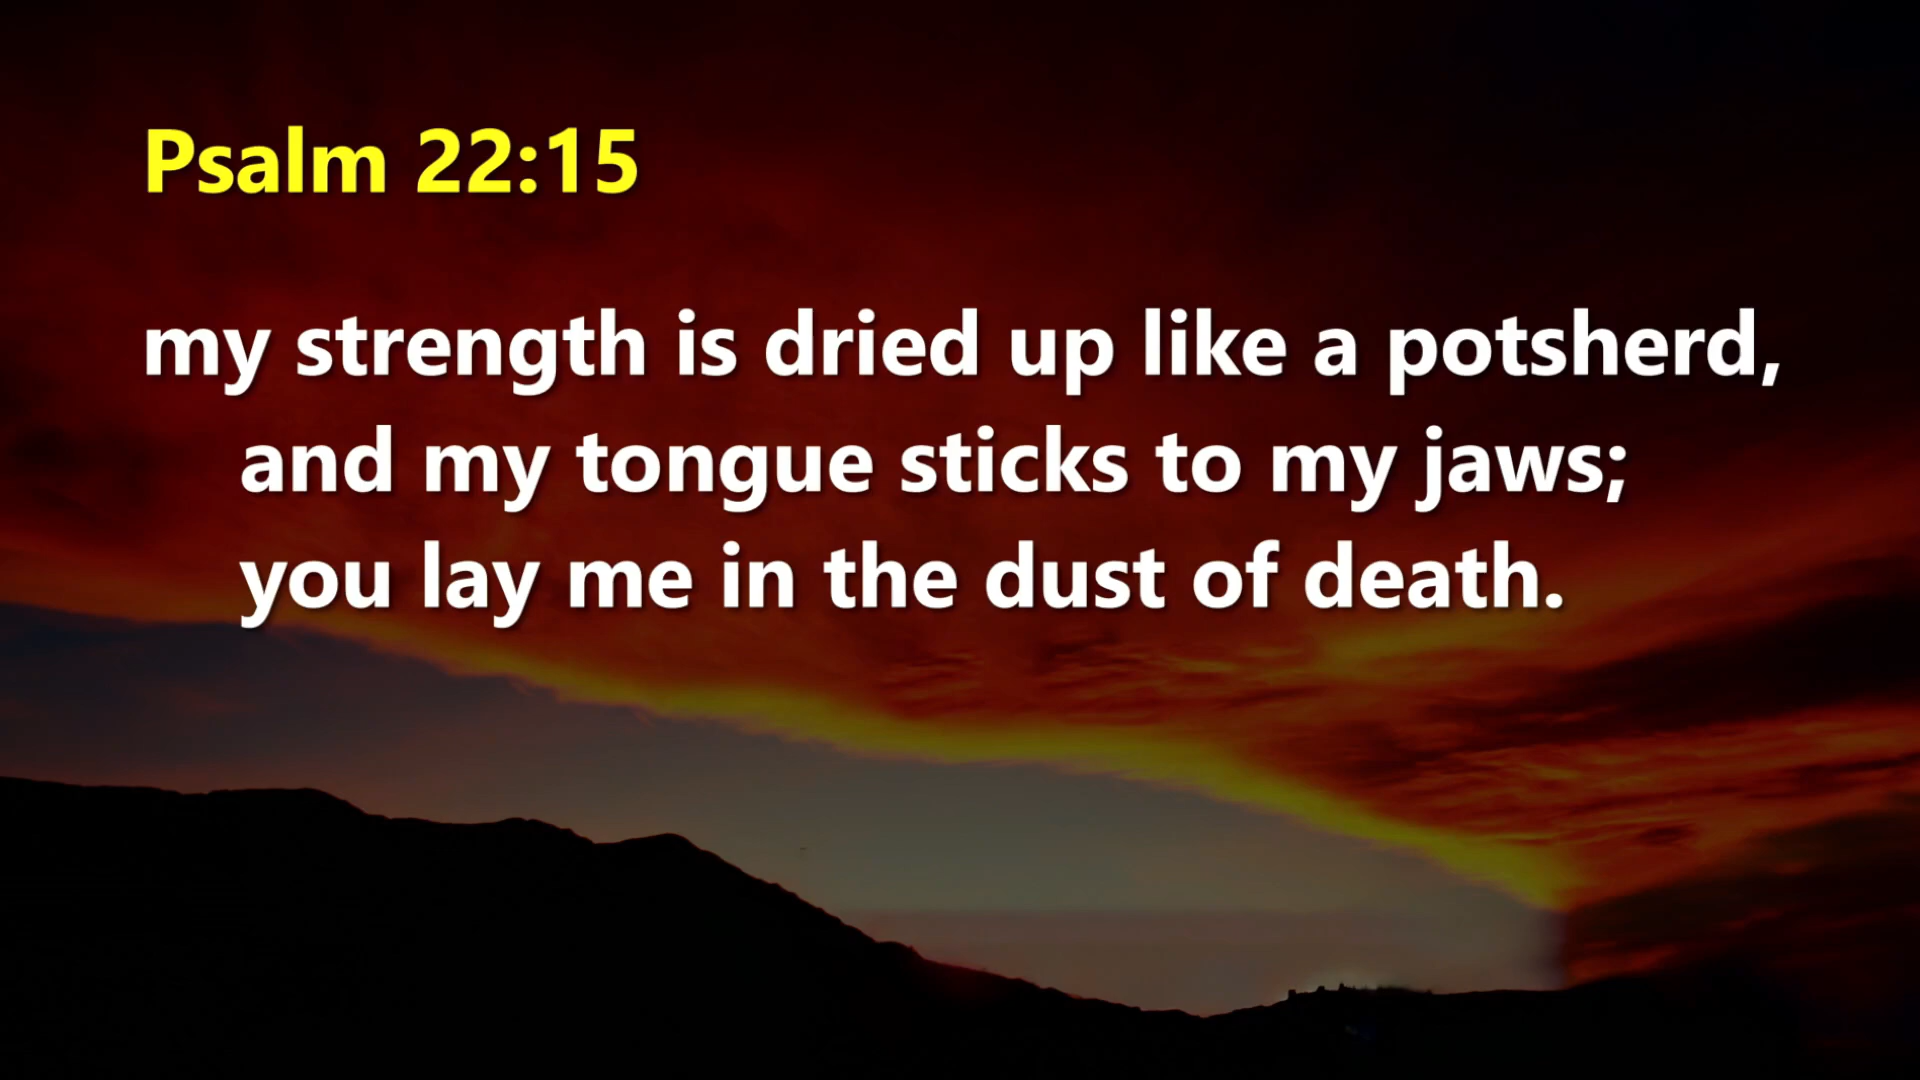 Psalm 22:15
my strength is dried up like a potsherd,
and my tongue sticks to my jaws;
you lay me in the dust of death.